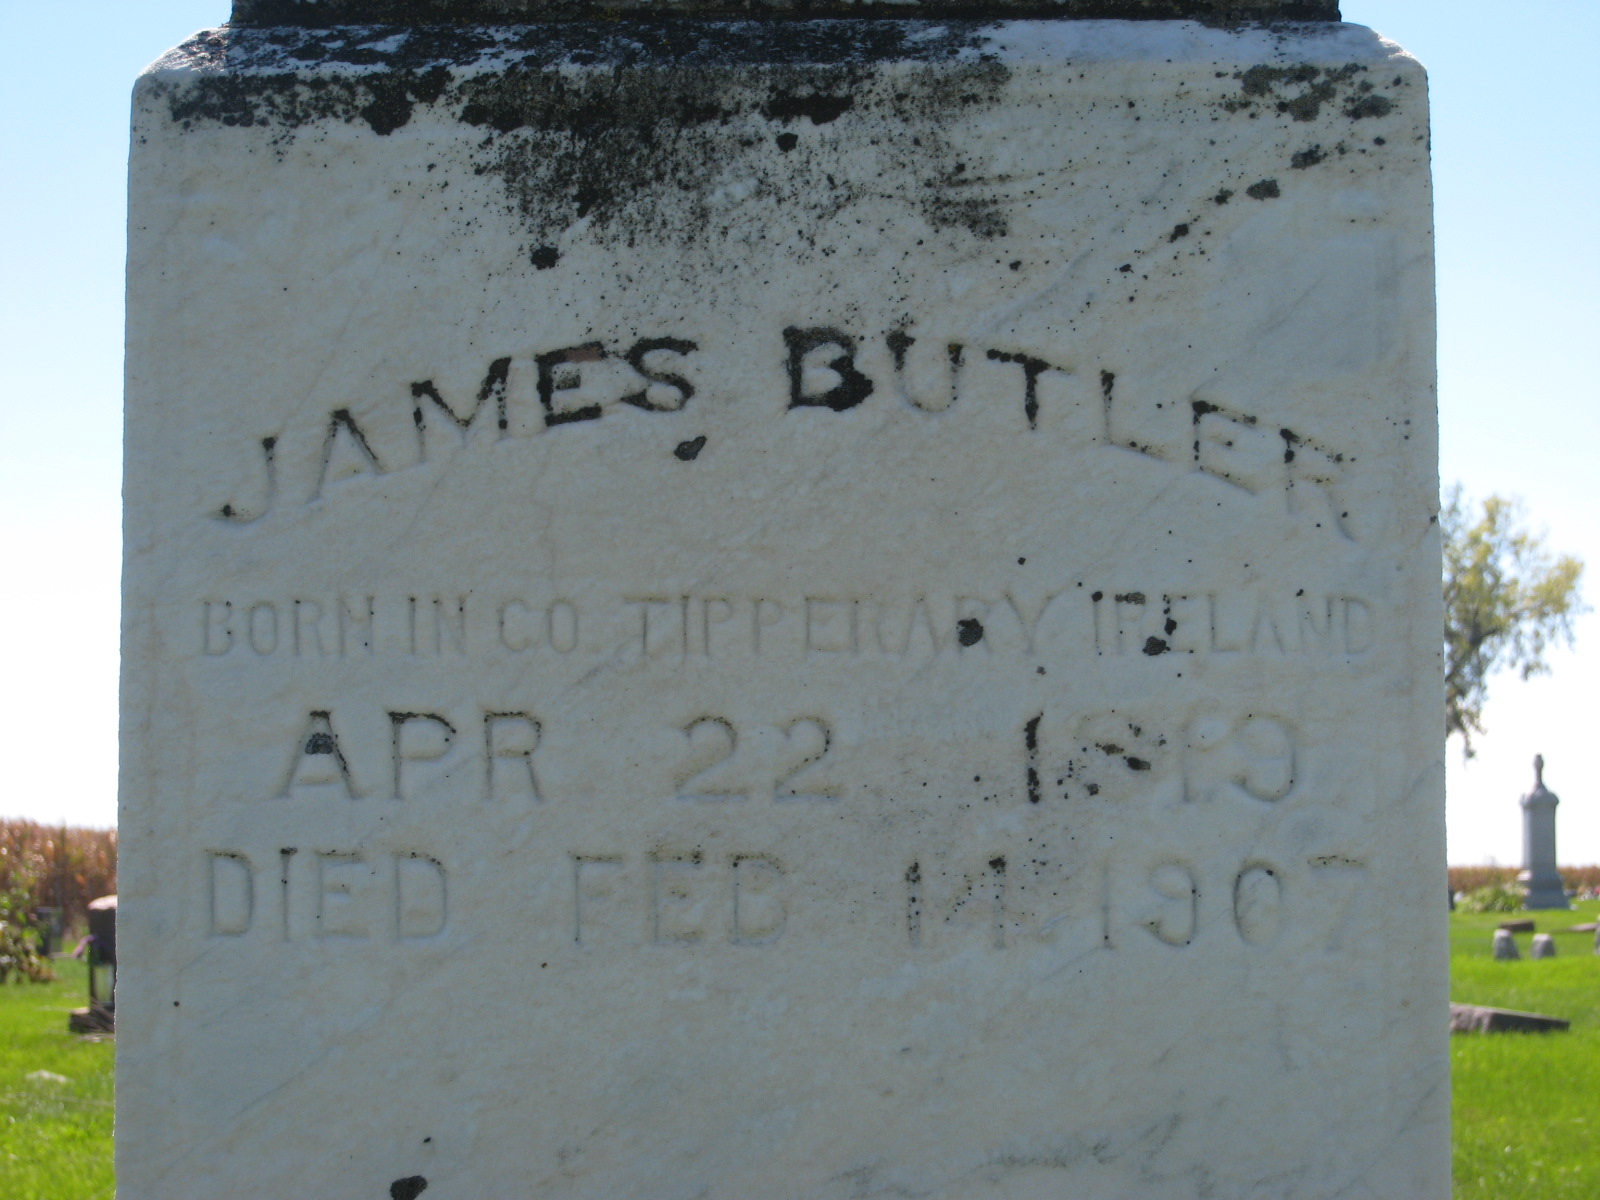 JAMES BUTLER
BORN IN CO. TIPPERARY IRELAND
APR 22 1819
DIED FEB 14 1907